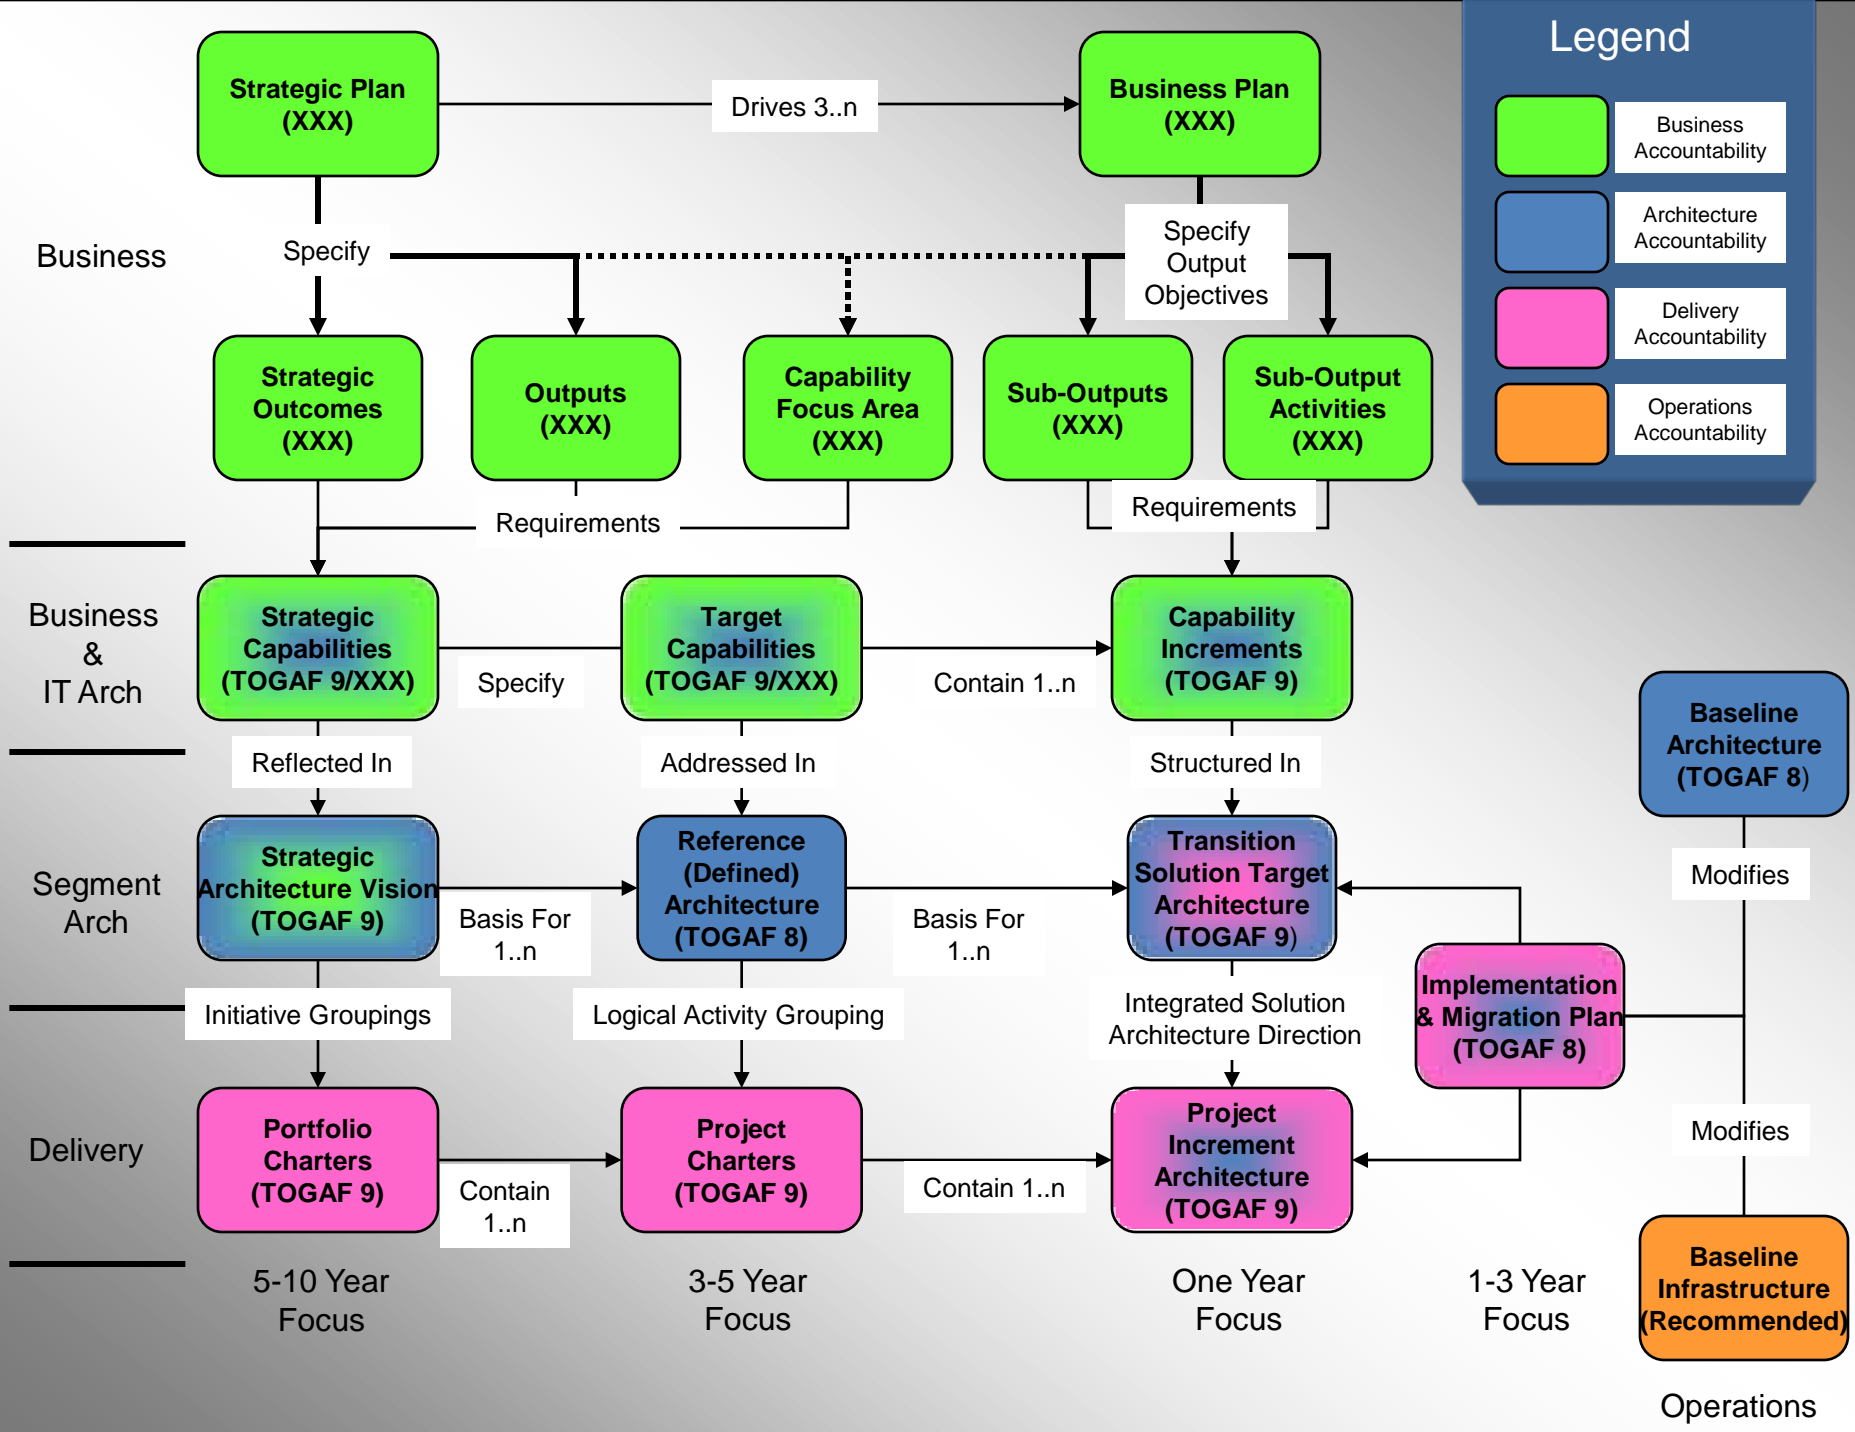 Legend
Business
Accountability
Architecture
Accountability
Delivery
Accountability
Operations
Accountability
Strategic Plan
(XXX)
Drives 3..n
Business Plan
(XXX)
Business
Specify
Specify
Output
Objectives
Strategic
Outcomes
(XXX)
Outputs
(XXX)
Capability
Focus Area
(XXX)
Sub-Outputs
(XXX)
Sub-Output
Activities
(XXX)
Requirements
Requirements
Business
&
IT Arch
Strategic
Capabilities
(TOGAF 9/XXX)
Specify
Target
Capabilities
(TOGAF 9/XXX)
Contain 1..n
Capability
Increments
(TOGAF 9)
Baseline
Architecture
(TOGAF 8)
Reflected In
Addressed In
Structured In
Modifies
Segment
Arch
Strategic
Architecture Vision
(TOGAF 9)
Basis For
1..n
Reference
(Defined)
Architecture
(TOGAF 8)
Basis For
1..n
Transition
Solution Target
Architecture
(TOGAF 9)
Implementation
& Migration Plan
(TOGAF 8)
Initiative Groupings
Logical Activity Grouping
Integrated Solution
Architecture Direction
Modifies
Delivery
Portfolio
Charters
(TOGAF 9)
Contain
1..n
Project
Charters
(TOGAF 9)
Contain 1..n
Project
Increment
Architecture
(TOGAF 9)
Baseline
Infrastructure
(Recommended)
5-10 Year
Focus
3-5 Year
Focus
One Year
Focus
1-3 Year
Focus
Operations